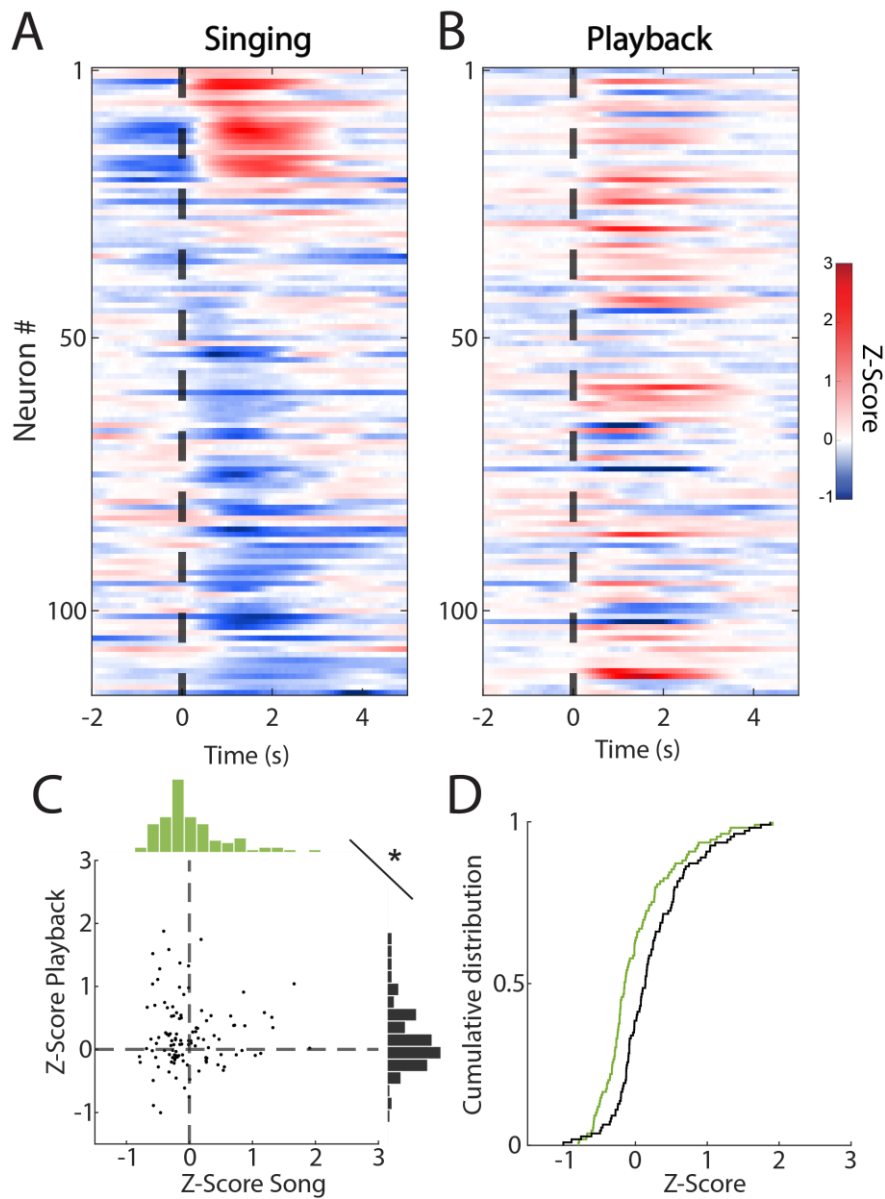 A
Singing
B
Playback
1
50
100
Neuron #
-2
0
2
4
Time (s)
1
50
100
-2
0
2
4
Time (s)
3
2
1
0
-1
Z-Score
C
*
3
2
1
0
-1
Z-Score Playback
-1
0
1
2
3
Z-Score Song
D
1
0.5
0
Cumulative distribution
-1
0
1
2
3
Z-Score